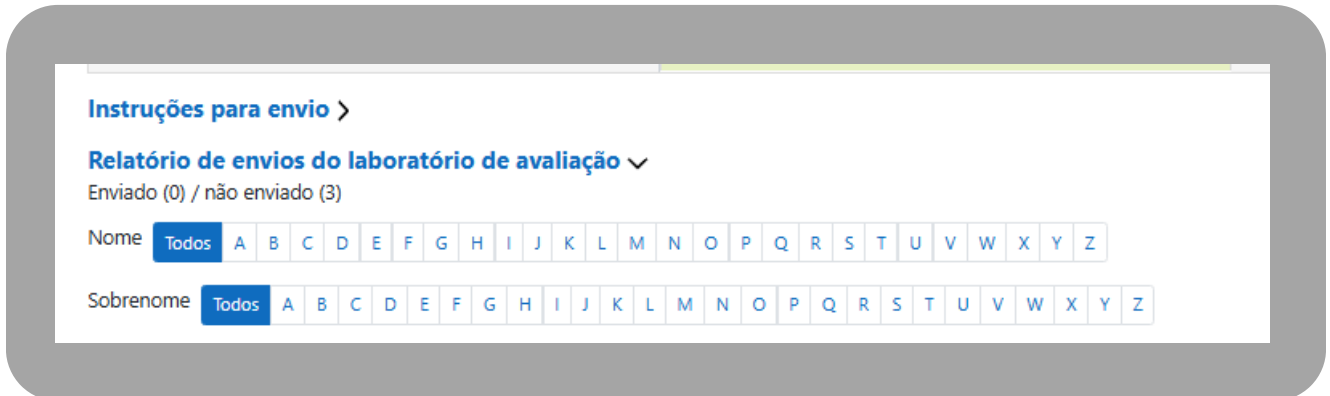 Instruções para envio
Relatório de envios do laboratório de avaliação
Enviado (0) / não enviado (3)
Nome Todos A B C D E F G H I J K L M N O P Q R S T U V W X Y Z
Sobrenome Todos A B C D E F G H I J K L M N O P Q R S T U V W X Y Z